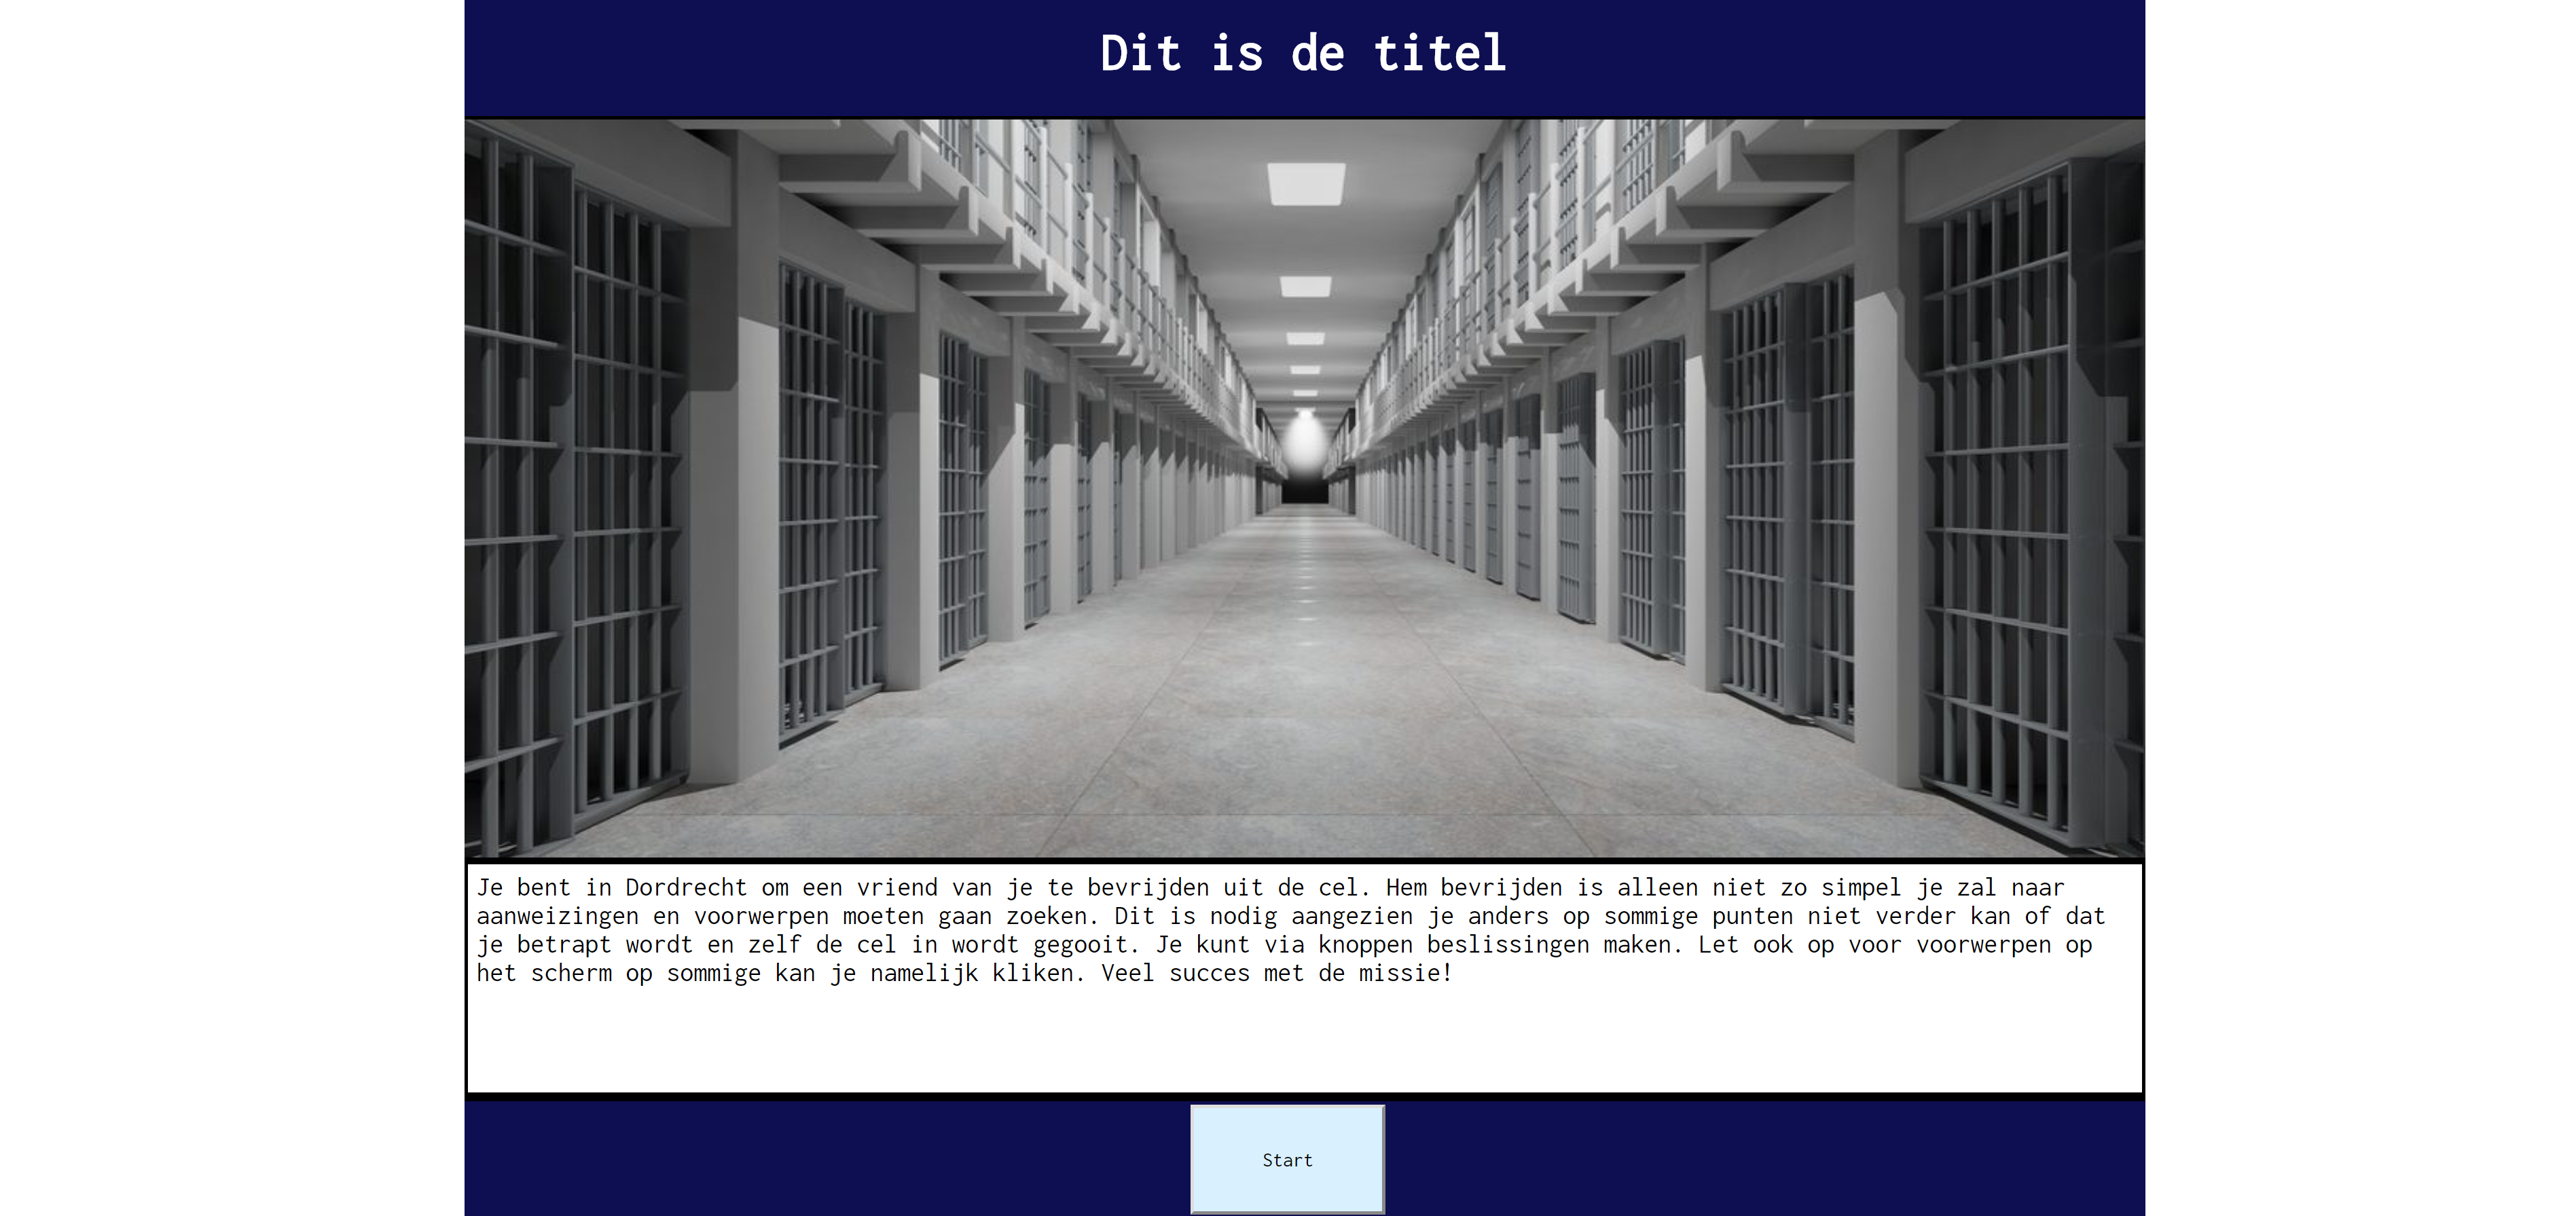 Dit is de titel
Je bent in Dordrecht om een vriend van je te bevrijden uit de cel. Hem bevrijden is alleen niet zo simpel je zal naar
aanweizingen en voorwerpen moeten gaan zoeken. Dit is nodig aangezien je anders op sommige punten niet verder kan of dat
je betrapt wordt en zelf de cel in wordt gegooit. Je kunt via knoppen beslissingen maken. Let ook op voor voorwerpen op
het scherm op sommige kan je namelijk kliken. Veel succes met de missie!
Start